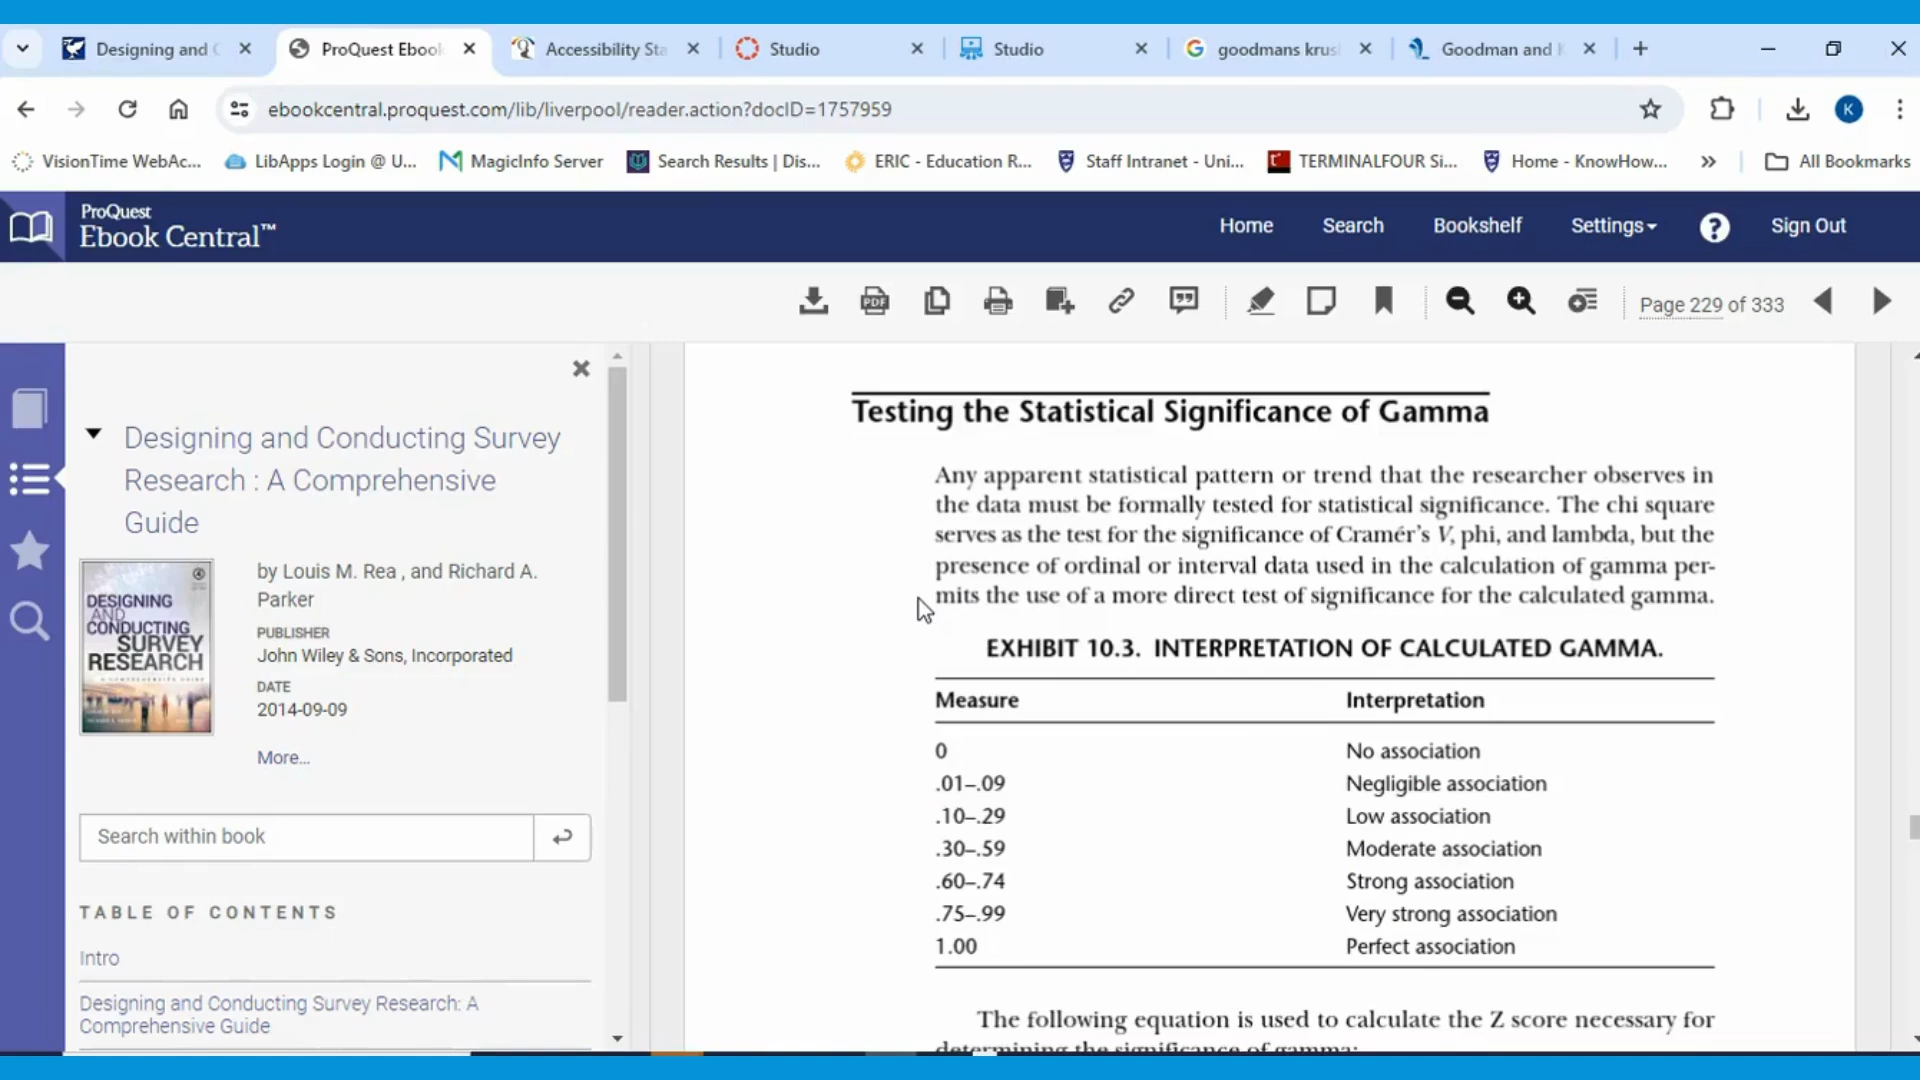 Designing and C
ProQuest Ebook
Accessibility Sta
Studio
Studio
goodmans krus
Goodman and K
ebookcentral.proquest.com/lib/liverpool/reader.action?docID=1757959
K
VisionTime WebAc...
LibApps Login @ U...
MagicInfo Server
Search Results | Dis...
ERIC - Education R...
Staff Intranet - Uni...
TERMINALFOUR Si...
Home - KnowHow...
»
All Bookmarks
ProQuest
Ebook Central™
Home
Search
Bookshelf
Settings
?
Sign Out
PDF
Page 229 of 333
Designing and Conducting Survey
Research : A Comprehensive
Guide
DESIGNING
AND
CONDUCTING
SURVEY
RESEARCH
by Louis M. Rea , and Richard A.
Parker
PUBLISHER
John Wiley & Sons, Incorporated
DATE
2014-09-09
More...
Search within book
TABLE OF CONTENTS
Intro
Designing and Conducting Survey Research: A
Comprehensive Guide
Testing the Statistical Significance of Gamma
Any apparent statistical pattern or trend that the researcher observes in
the data must be formally tested for statistical significance. The chi square
serves as the test for the significance of Cramér's V, phi, and lambda, but the
presence of ordinal or interval data used in the calculation of gamma per-
mits the use of a more direct test of significance for the calculated gamma.
EXHIBIT 10.3. INTERPRETATION OF CALCULATED GAMMA.
Measure Interpretation
0 No association
.01–.09 Negligible association
.10–.29 Low association
.30–.59 Moderate association
.60–.74 Strong association
.75–.99 Very strong association
1.00 Perfect association
The following equation is used to calculate the Z score necessary for
determining the significance of gamma: